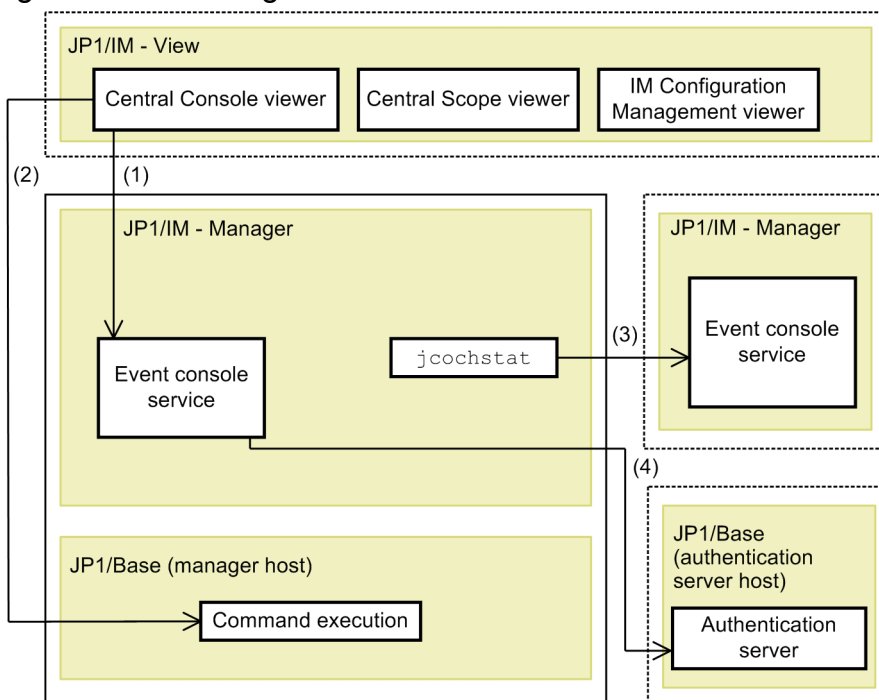 JP1/IM - View
Central Console viewer
Central Scope viewer
IM Configuration
Management viewer
(2)
(1)
JP1/IM - Manager
Event console
service
jcochstat
(3)
JP1/IM - Manager
Event console
service
(4)
JP1/Base (manager host)
Command execution
JP1/Base
(authentication
server host)
Authentication
server